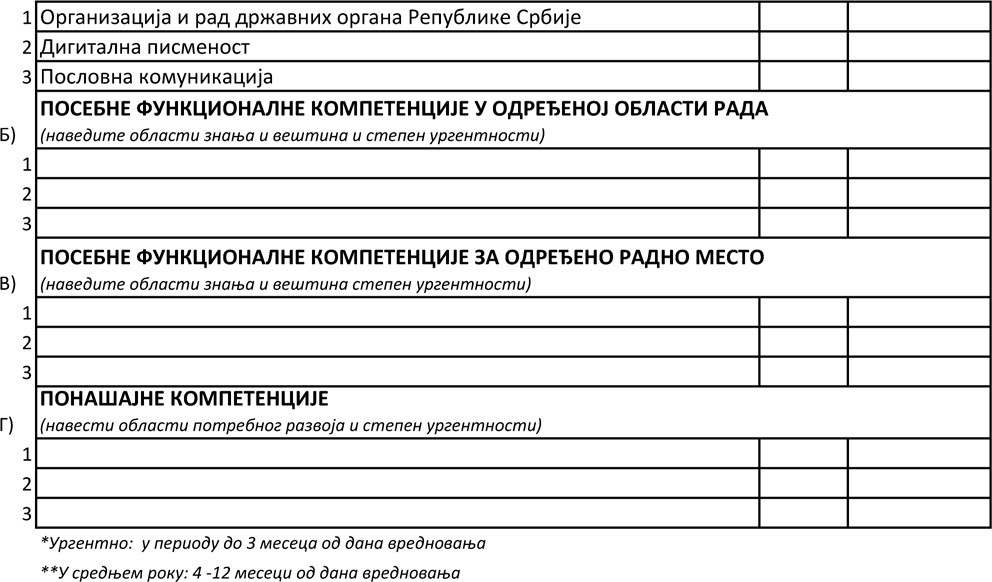 1 Организација и рад државних органа Републике Србије
2 Дигитална писменост
3 Пословна комуникација
ПОСЕБНЕ ФУНКЦИОНАЛНЕ КОМПЕТЕНЦИЈЕ У ОДРЕЂЕНОЈ ОБЛАСТИ РАДА
Б) (наведите области знања и вештина и степен ургентности)
1
2
3
ПОСЕБНЕ ФУНКЦИОНАЛНЕ КОМПЕТЕНЦИЈЕ ЗА ОДРЕЂЕНО РАДНО МЕСТО
В) (наведите области знања и вештина степен ургентности)
1
2
3
ПОНАШАЈНЕ КОМПЕТЕНЦИЈЕ
Г) (навести области потребног развоја и степен ургентности)
1
2
3
*Ургентно: у периоду до 3 месеца од дана вредновања
**У средњем року: 4 -12 месеци од дана вредновања